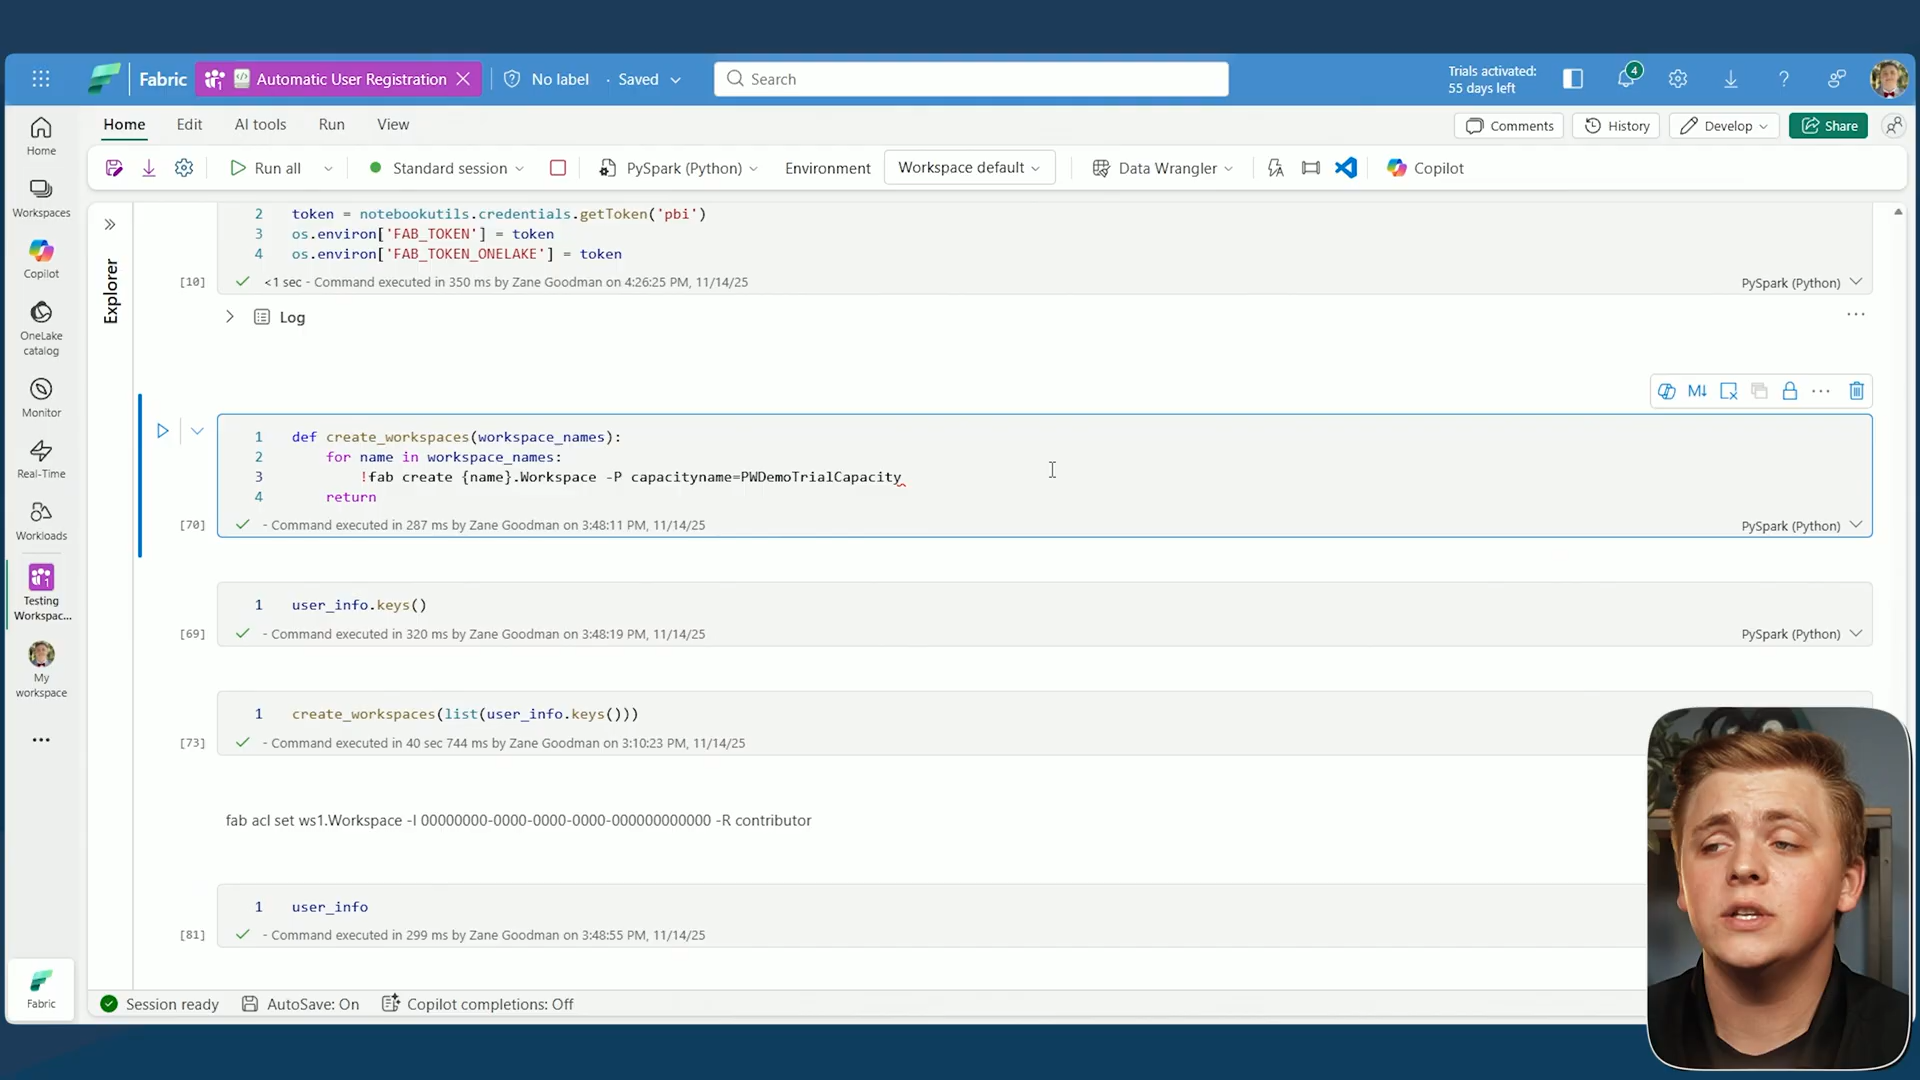 Fabric
Automatic User Registration
No label
Saved
Search
Trials activated:
55 days left
4
Home Edit AI tools Run View
Comments History Develop Share
Run all Standard session PySpark (Python) Environment Workspace default Data Wrangler Copilot
Home
Workspaces
Copilot
OneLake
catalog
Monitor
Real-Time
Workloads
Testing
Workspac...
My
workspace
Fabric
Explorer
2 token = notebookutils.credentials.getToken('pbi')
3 os.environ['FAB_TOKEN'] = token
4 os.environ['FAB_TOKEN_ONELAKE'] = token
[10] <1 sec - Command executed in 350 ms by Zane Goodman on 4:26:25 PM, 11/14/25 PySpark (Python)
Log
1 def create_workspaces(workspace_names):
2 for name in workspace_names:
3 !fab create {name}.Workspace -P capacityname=PWDemoTrialCapacity
4 return
[70] - Command executed in 287 ms by Zane Goodman on 3:48:11 PM, 11/14/25 PySpark (Python)
1 user_info.keys()
[69] - Command executed in 320 ms by Zane Goodman on 3:48:19 PM, 11/14/25 PySpark (Python)
1 create_workspaces(list(user_info.keys()))
[73] - Command executed in 40 sec 744 ms by Zane Goodman on 3:10:23 PM, 11/14/25
fab acl set ws1.Workspace -I 00000000-0000-0000-0000-000000000000 -R contributor
1 user_info
[81] - Command executed in 299 ms by Zane Goodman on 3:48:55 PM, 11/14/25
Session ready AutoSave: On Copilot completions: Off